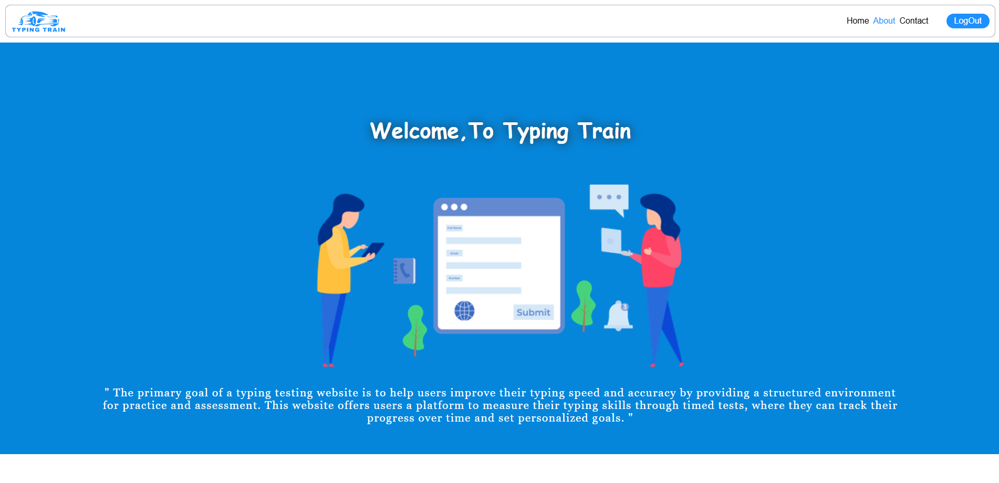 TYPING TRAIN
Home About Contact LogOut
Welcome,To Typing Train
Full Name
Email
3
Number
Submit
" The primary goal of a typing testing website is to help users improve their typing speed and accuracy by providing a structured environment
for practice and assessment. This website offers users a platform to measure their typing skills through timed tests, where they can track their
progress over time and set personalized goals. "